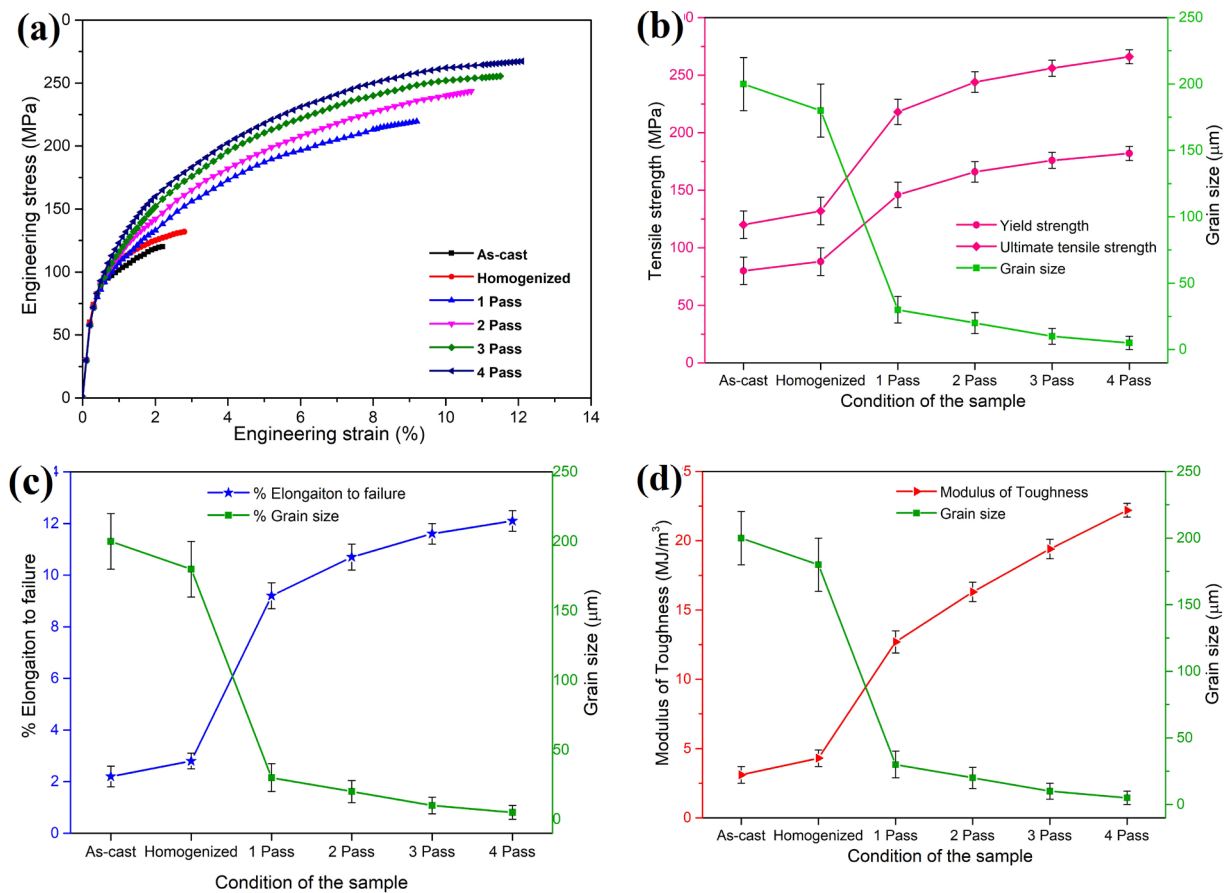 (a)
Engineering stress (MPa)
0
250
200
150
100
50
0
As-cast
Homogenized
1 Pass
2 Pass
3 Pass
4 Pass
0 2 4 6 8 10 12 14
Engineering strain (%)
(b)
Tensile strength (MPa)
300
250
200
150
100
50
0
Yield strength
Ultimate tensile strength
Grain size
250
200
150
100
50
0
Grain size (μm)
As-cast Homogenized 1 Pass 2 Pass 3 Pass 4 Pass
Condition of the sample
(c)
% Elongaiton to failure
14
12
10
8
6
4
2
0
% Elongaiton to failure
% Grain size
250
200
150
100
50
0
Grain size (μm)
As-cast Homogenized 1 Pass 2 Pass 3 Pass 4 Pass
Condition of the sample
(d)
Modulus of Toughness (MJ/m³)
25
20
15
10
5
0
Modulus of Toughness
Grain size
250
200
150
100
50
0
Grain size (μm)
As-cast Homogenized 1 Pass 2 Pass 3 Pass 4 Pass
Condition of the sample